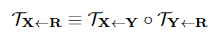 𝒯_{X←R} ≡ 𝒯_{X←Y} ∘ 𝒯_{Y←R}